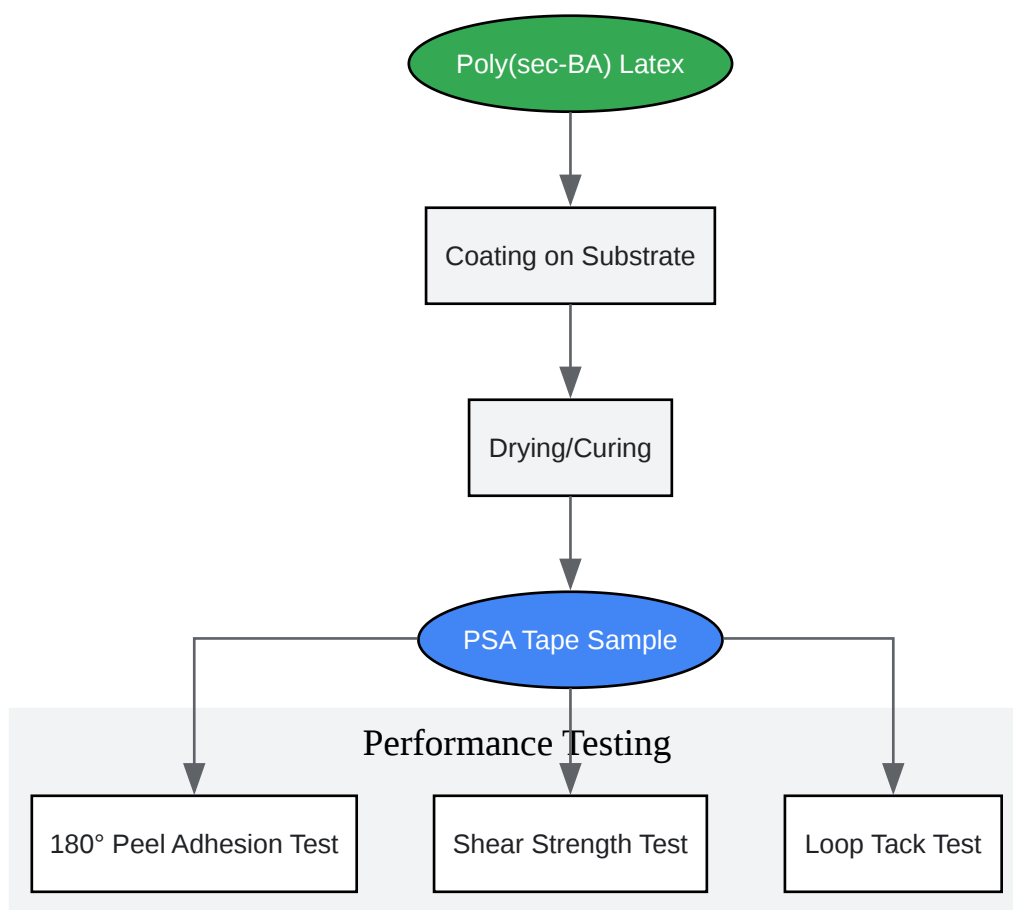 Poly(sec-BA) Latex
Coating on Substrate
Drying/Curing
PSA Tape Sample
Performance Testing
180° Peel Adhesion Test
Shear Strength Test
Loop Tack Test